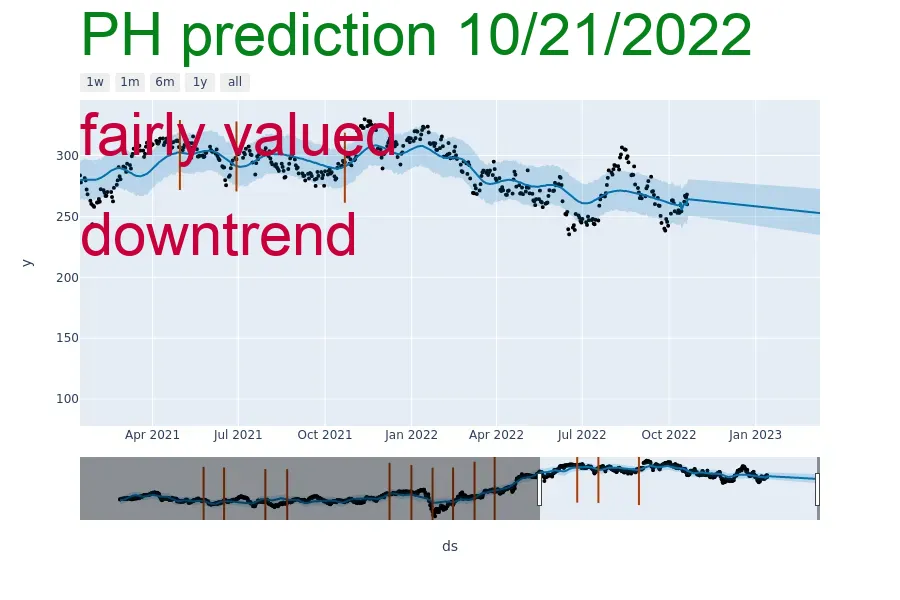 PH prediction 10/21/2022
1w 1m 6m 1y all
fairly valued
300
downtrend
250
y
200
150
100
Apr 2021 Jul 2021 Oct 2021 Jan 2022 Apr 2022 Jul 2022 Oct 2022 Jan 2023
ds